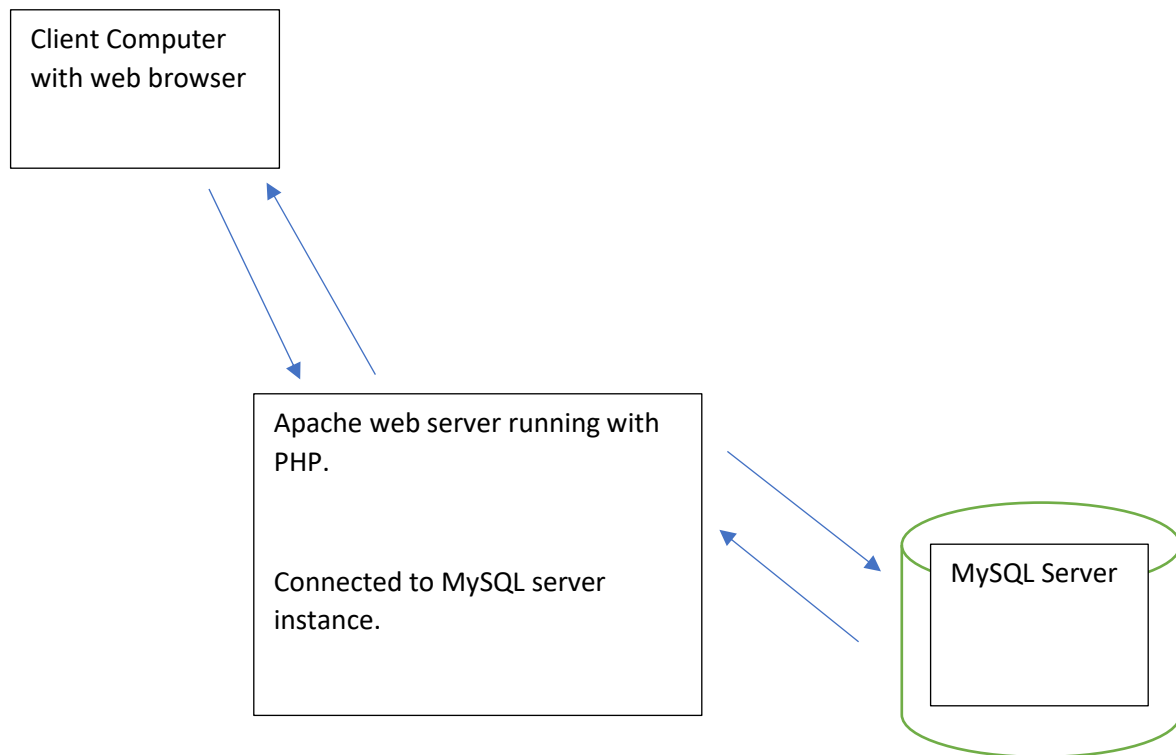 Client Computer
with web browser
Apache web server running with
PHP.
Connected to MySQL server
instance.
MySQL Server